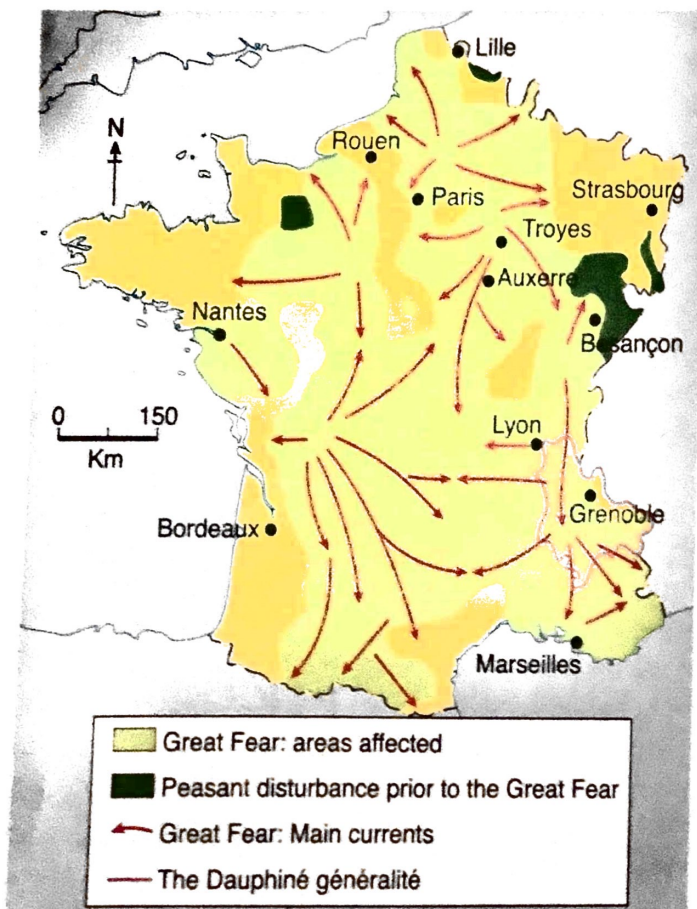 Lille
N
Rouen
Paris
Strasbourg
Troyes
Auxerre
Nantes
Besançon
0 150
Km
Lyon
Grenoble
Bordeaux
Marseilles
Great Fear: areas affected
Peasant disturbance prior to the Great Fear
Great Fear: Main currents
The Dauphiné généralité